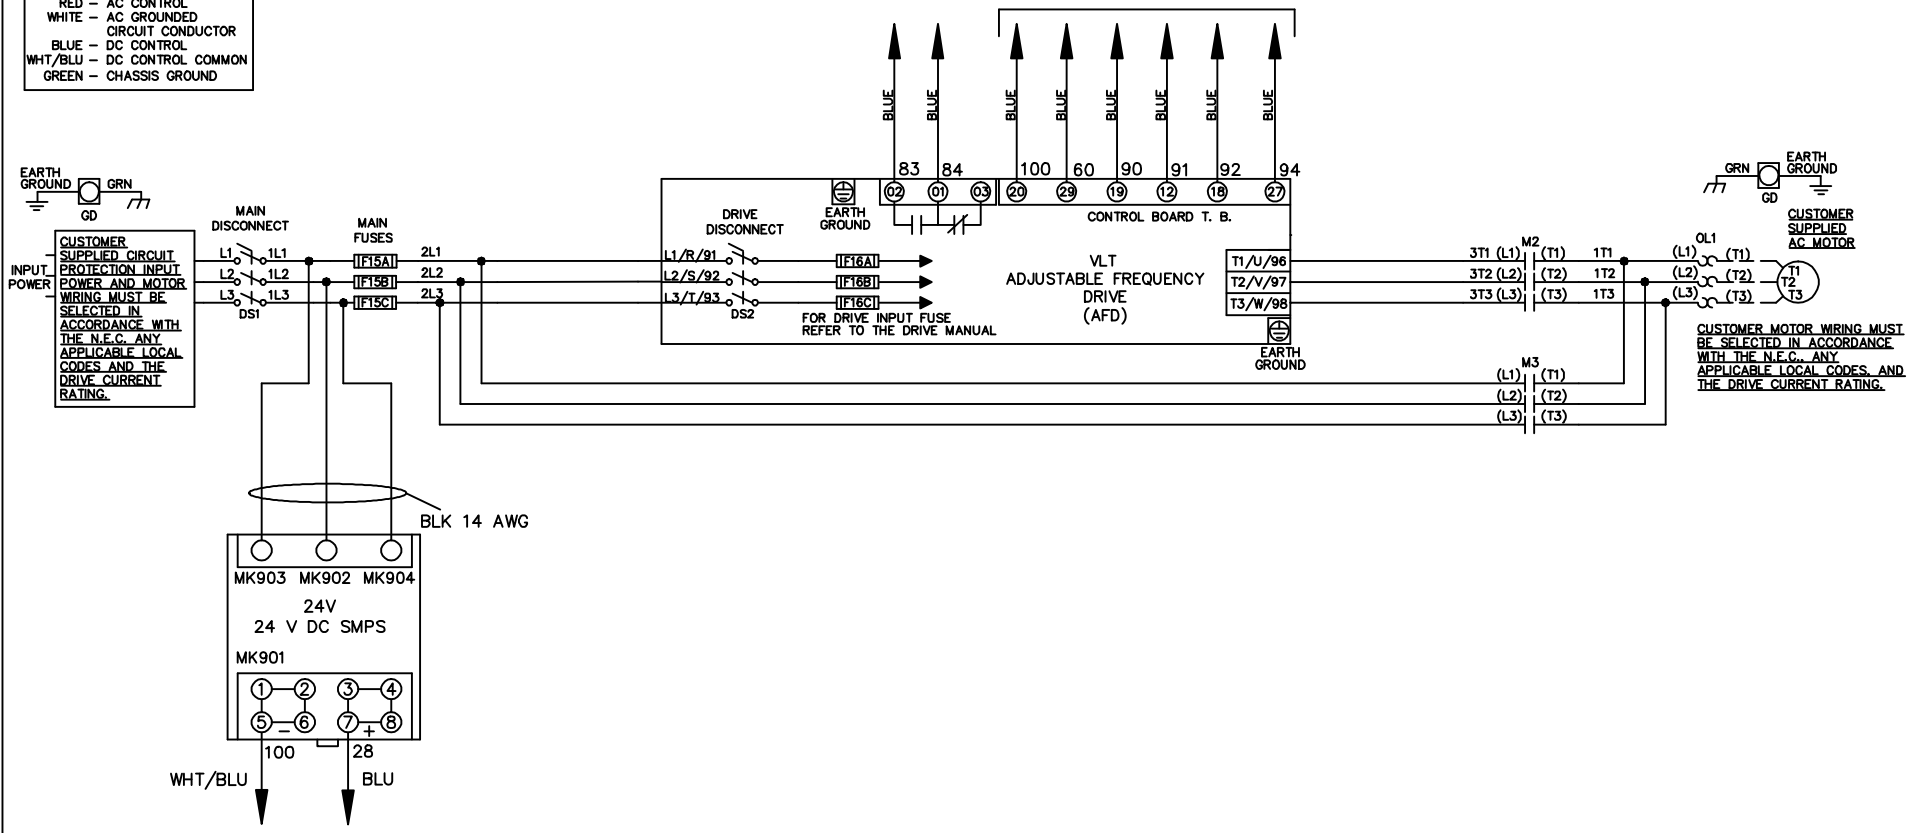 RED – AC CONTROL
WHITE – AC GROUNDED
CIRCUIT CONDUCTOR
BLUE – DC CONTROL
WHT/BLU – DC CONTROL COMMON
GREEN – CHASSIS GROUND
BLUE
BLUE
BLUE
BLUE
BLUE
BLUE
BLUE
BLUE
83
84
100
60
90
91
92
94
02
01
03
20
29
19
12
18
27
EARTH
GROUND
CONTROL BOARD T. B.
EARTH
GROUND
GRN
GD
MAIN
DISCONNECT
MAIN
FUSES
DRIVE
DISCONNECT
GRN
EARTH
GROUND
GD
CUSTOMER
SUPPLIED
AC MOTOR
INPUT
POWER
CUSTOMER
SUPPLIED CIRCUIT
PROTECTION INPUT
POWER AND MOTOR
WIRING MUST BE
SELECTED IN
ACCORDANCE WITH
THE N.E.C. ANY
APPLICABLE LOCAL
CODES AND THE
DRIVE CURRENT
RATING.
L1 1L1
L2 1L2
L3 1L3
DS1
F15A
F15B
F15C
2L1
2L2
2L3
L1/R/91
L2/S/92
L3/T/93
DS2
F16A
F16B
F16C
FOR DRIVE INPUT FUSE
REFER TO THE DRIVE MANUAL
VLT
ADJUSTABLE FREQUENCY
DRIVE
(AFD)
T1/U/96
T2/V/97
T3/W/98
EARTH
GROUND
M2
3T1 (L1) (T1) 1T1
3T2 (L2) (T2) 1T2
3T3 (L3) (T3) 1T3
OL1
(L1) (T1)
(L2) (T2)
(L3) (T3)
T1
T2
T3
CUSTOMER MOTOR WIRING MUST
BE SELECTED IN ACCORDANCE
WITH THE N.E.C., ANY
APPLICABLE LOCAL CODES, AND
THE DRIVE CURRENT RATING.
M3
(L1) (T1)
(L2) (T2)
(L3) (T3)
BLK 14 AWG
MK903 MK902 MK904
24V
24 V DC SMPS
MK901
1 2 3 4
5 6 7 8
– +
100 28
WHT/BLU BLU